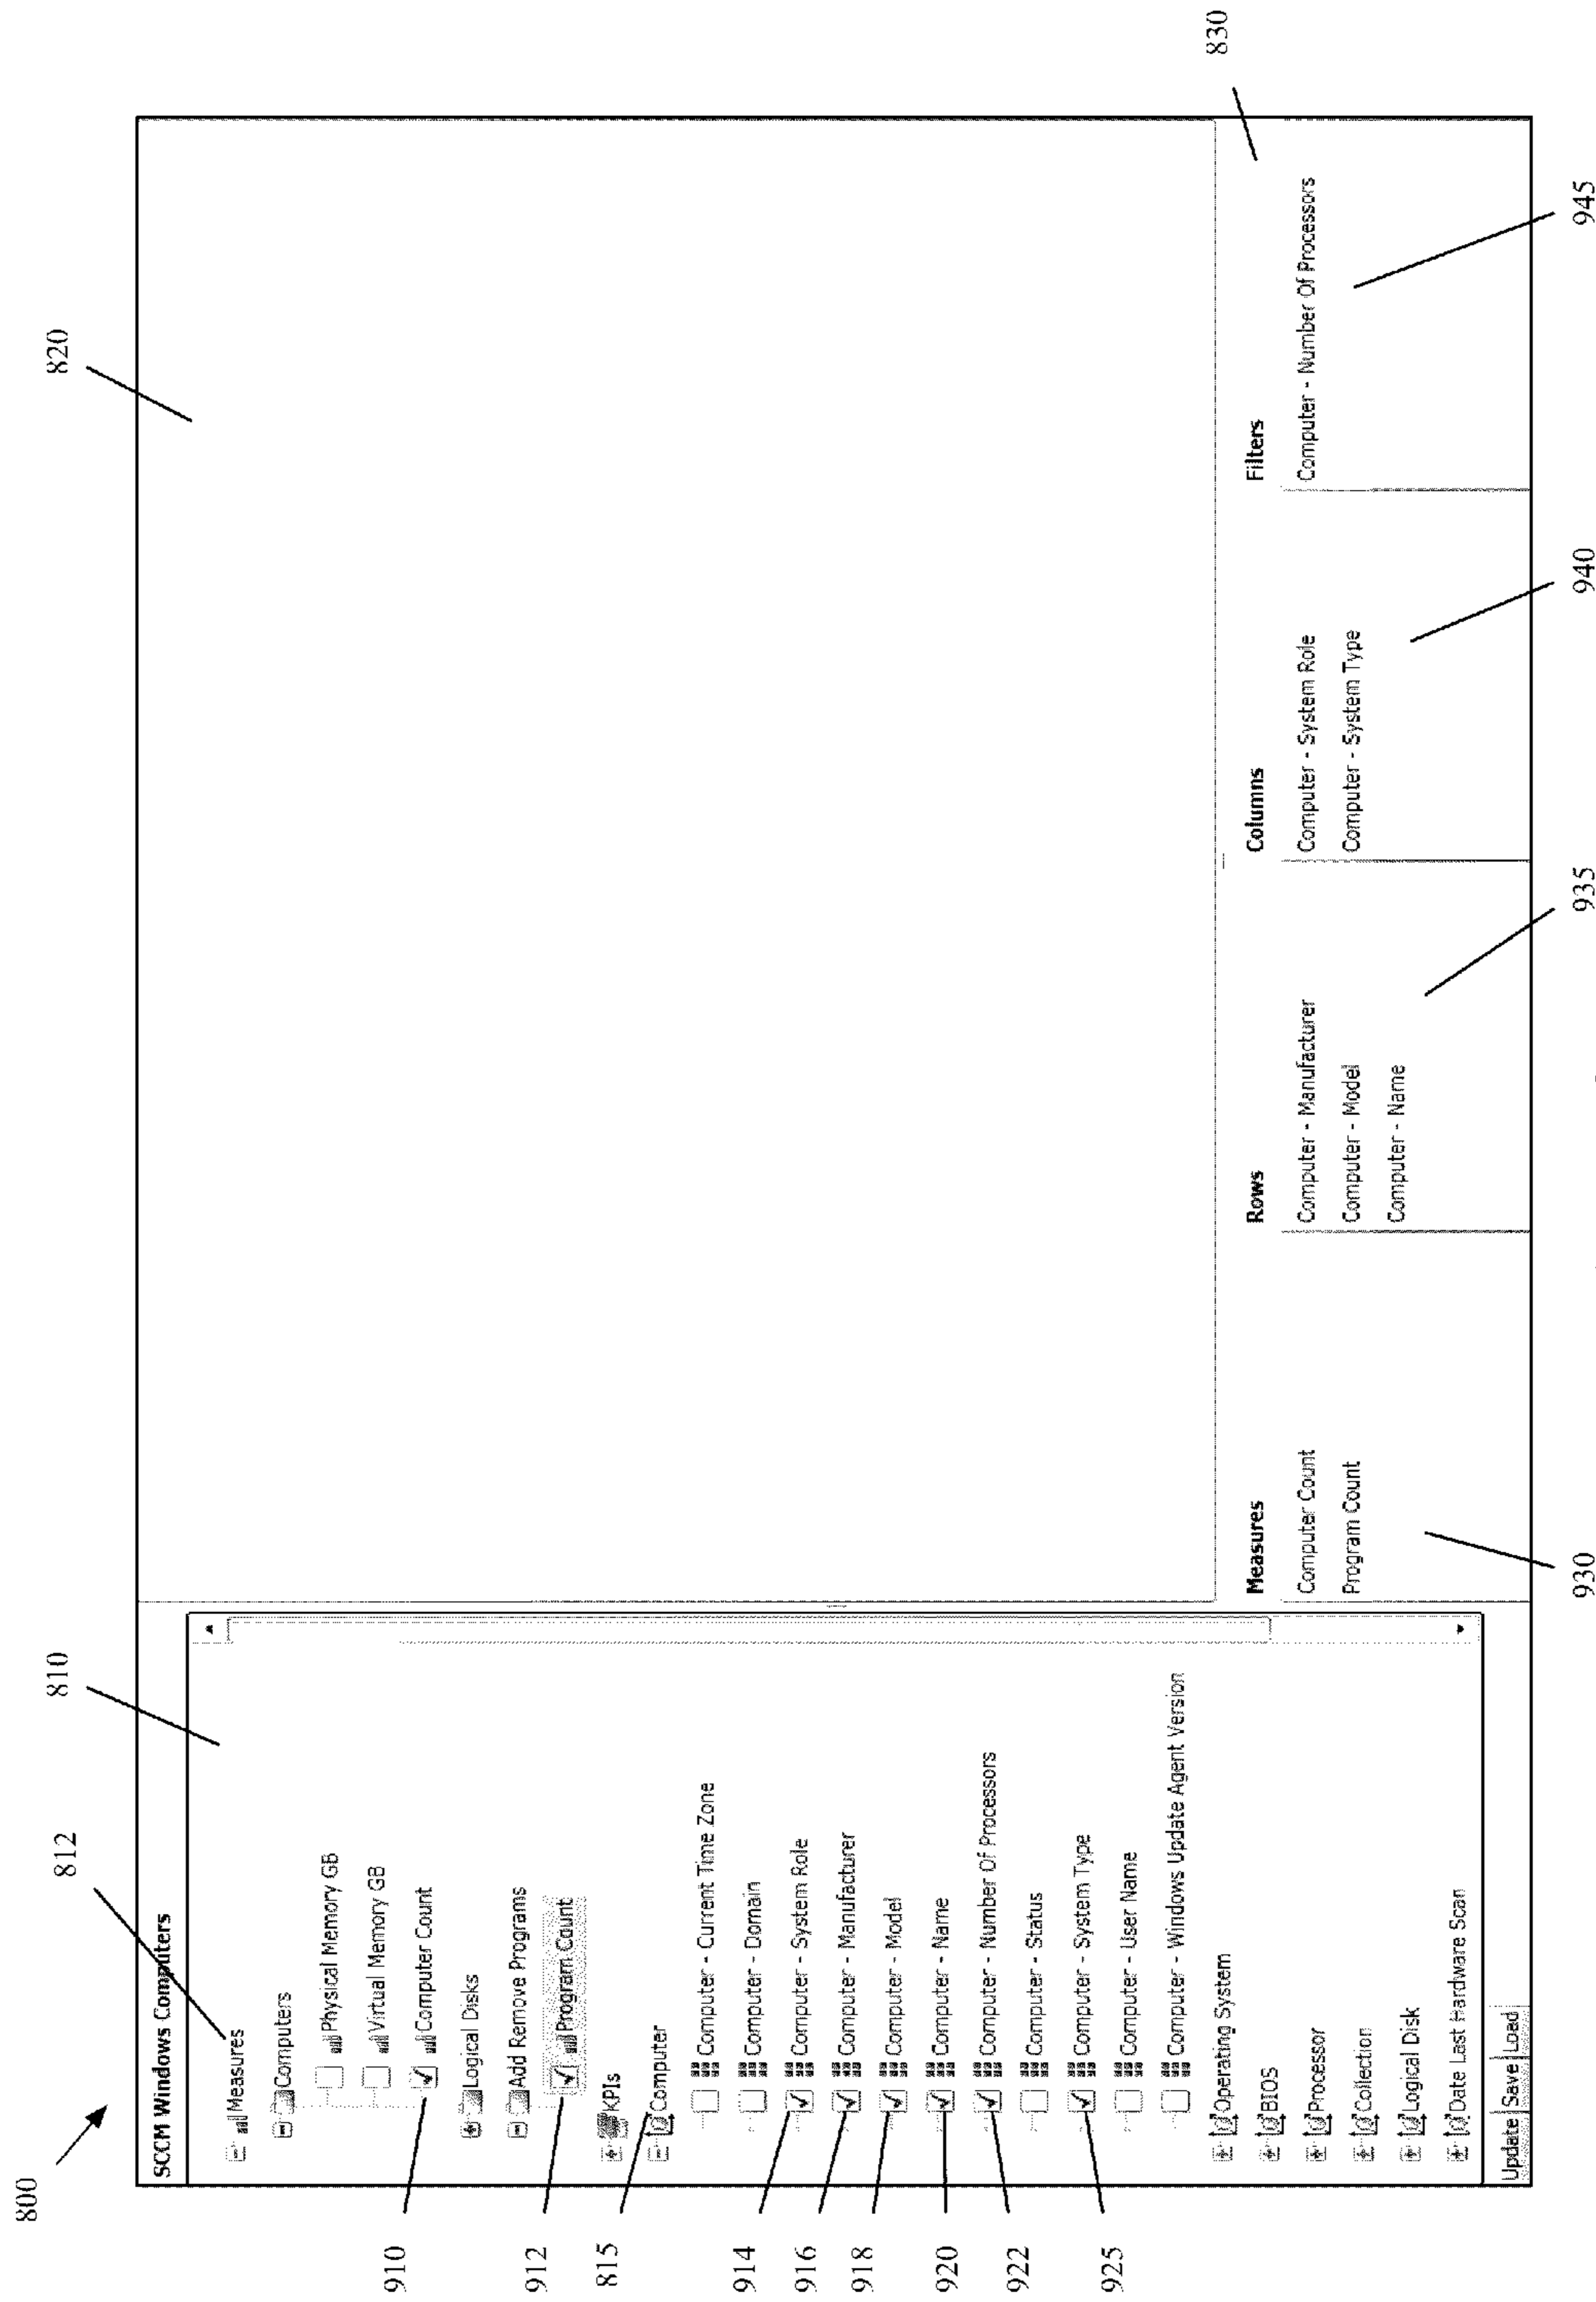 800
812
810
820
830
SCCM Windows Computers
Measures
Computers
Physical Memory GB
Virtual Memory GB
Computer Count
Logical Disks
Add Remove Programs
Program Count
KPIs
Computer
Computer - Current Time Zone
Computer - Domain
Computer - System Role
Computer - Manufacturer
Computer - Model
Computer - Name
Computer - Number Of Processors
Computer - Status
Computer - System Type
Computer - User Name
Computer - Windows Update Agent Version
Operating System
BIOS
Processor
Collection
Logical Disk
Date Last Hardware Scan
Update Save Load
910
912
815
914
916
918
920
922
925
Measures
Computer Count
Program Count
Rows
Computer - Manufacturer
Computer - Model
Computer - Name
Columns
Computer - System Role
Computer - System Type
Filters
Computer - Number Of Processors
930
935
940
945